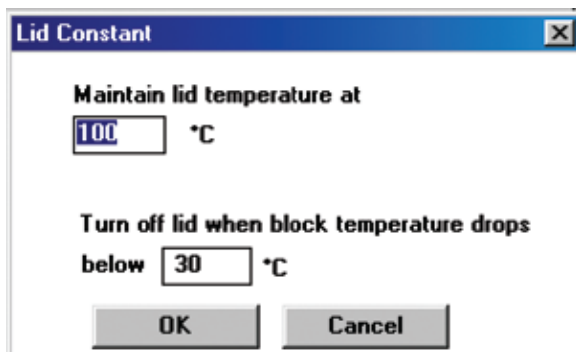 Lid Constant
Maintain lid temperature at
100 °C
Turn off lid when block temperature drops
below 30 °C
OK Cancel